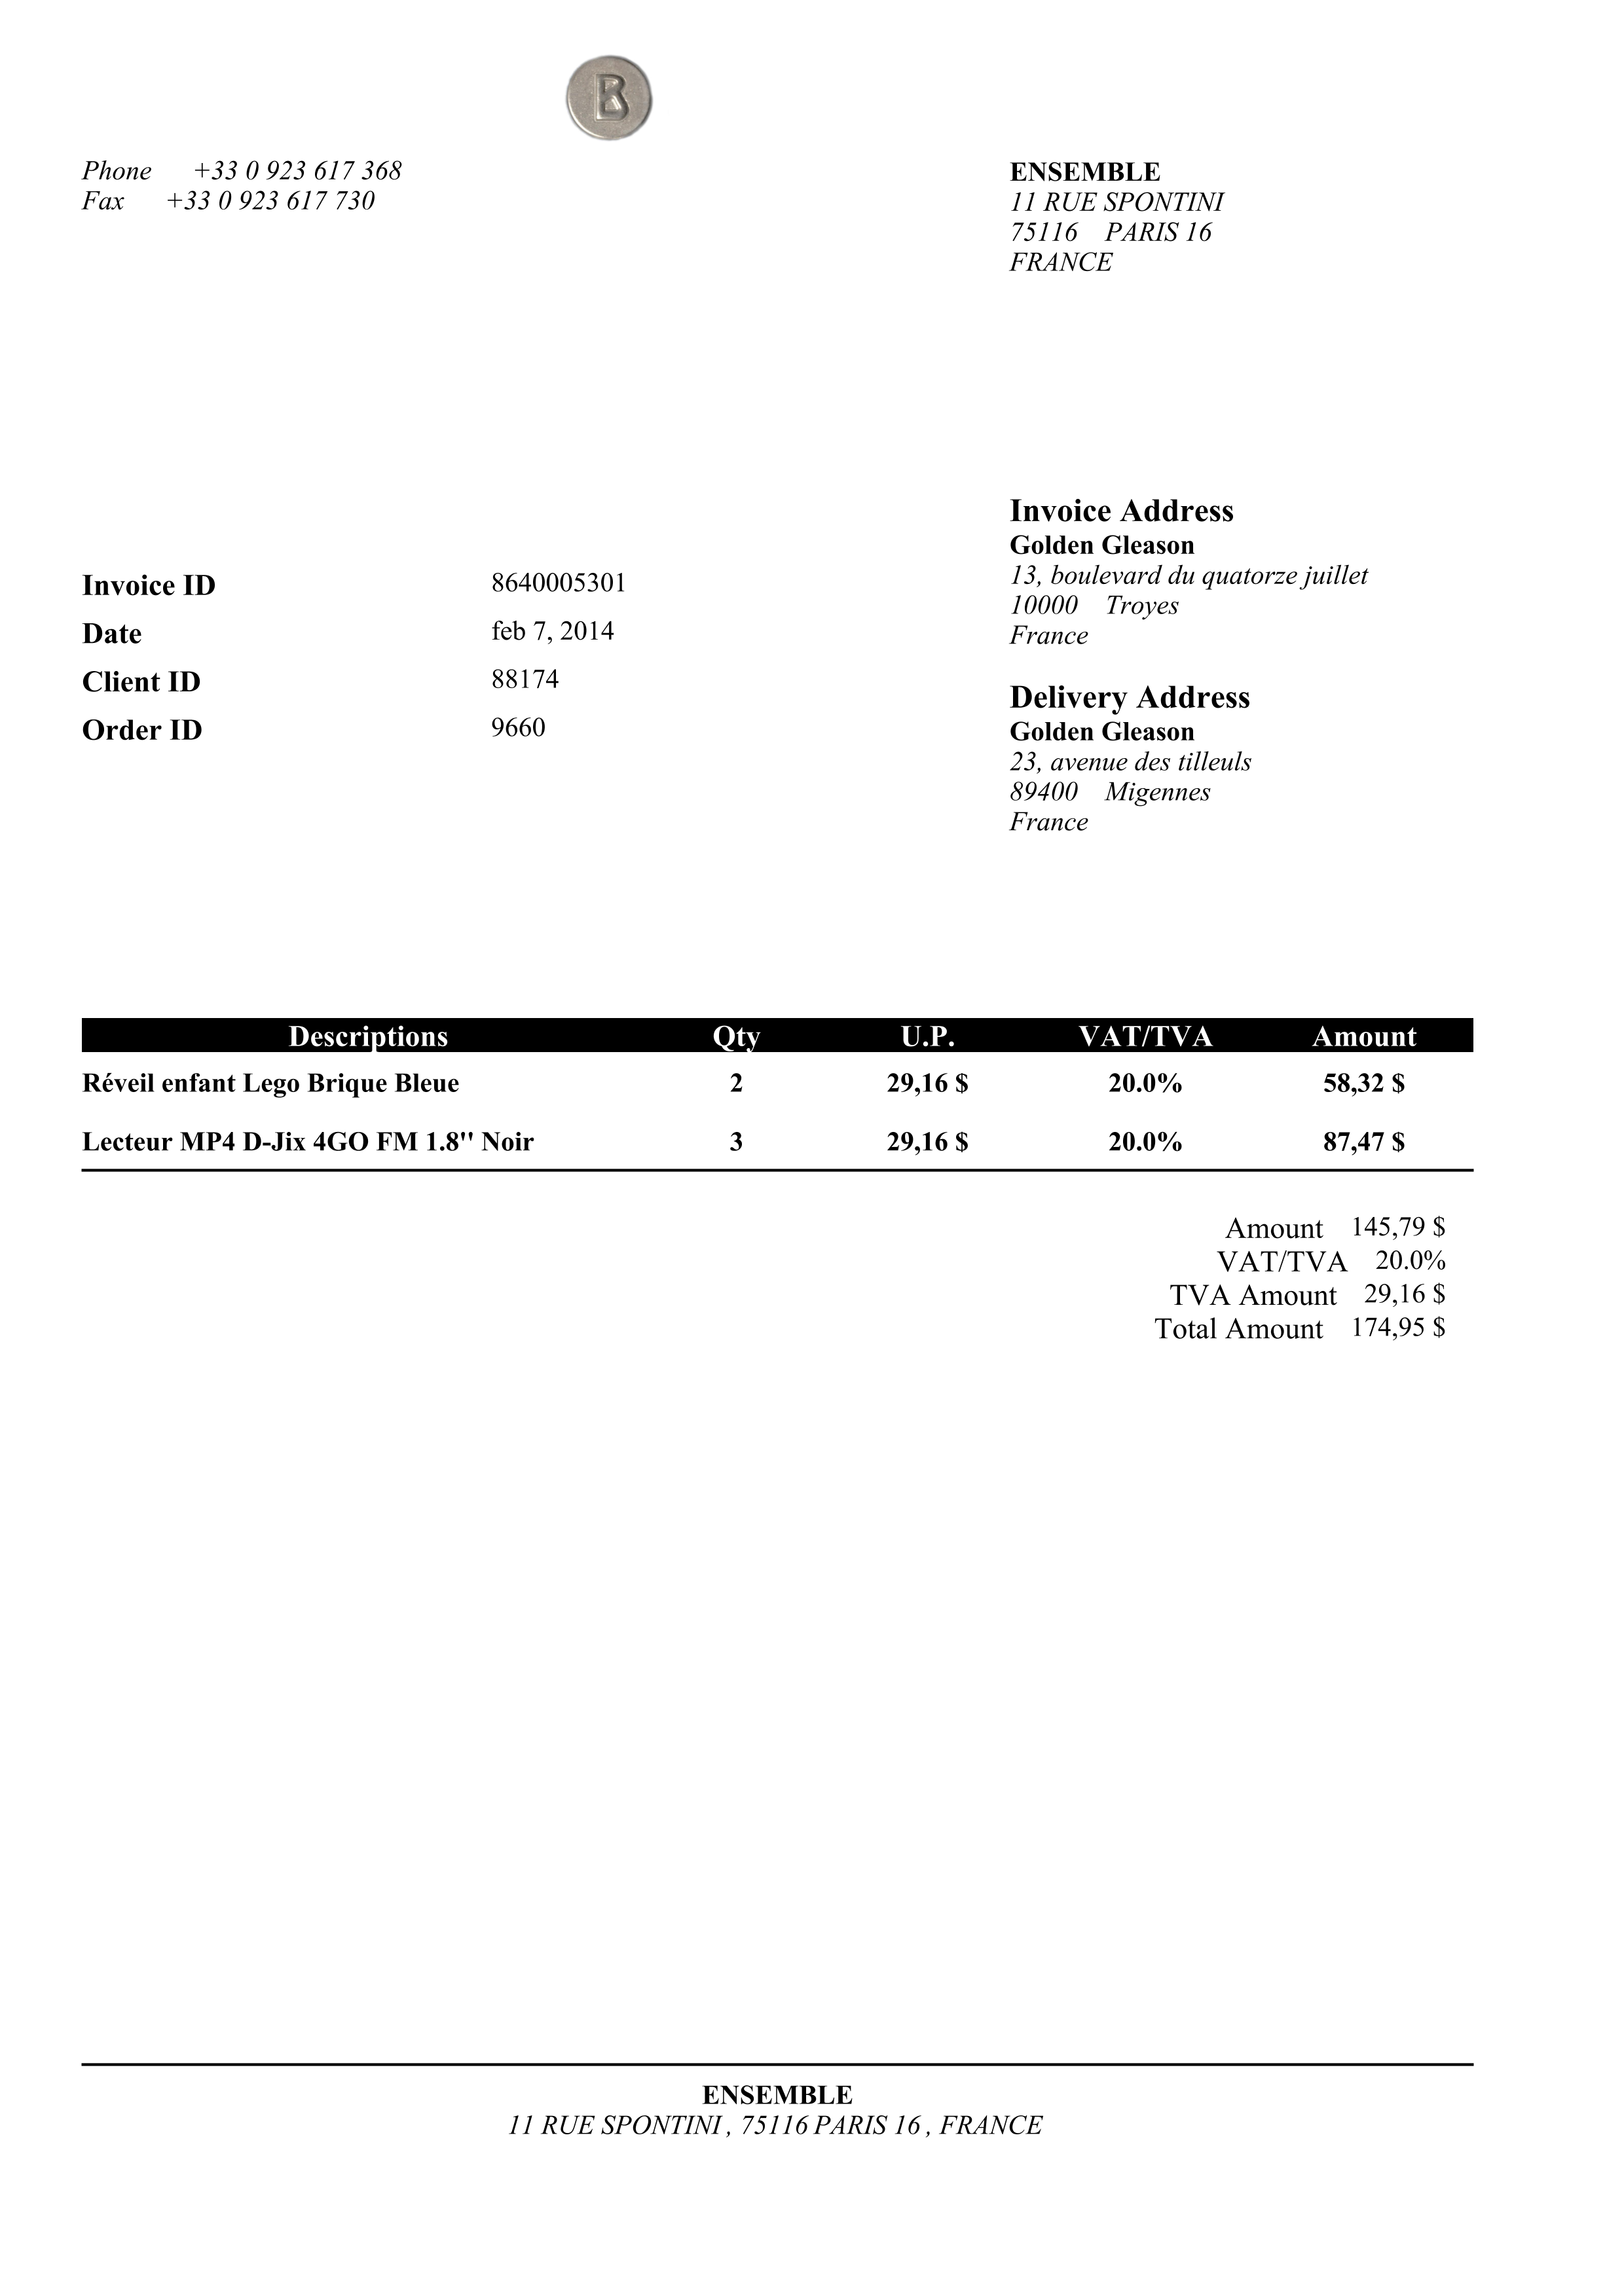 B
Phone +33 0 923 617 368
Fax +33 0 923 617 730
ENSEMBLE
11 RUE SPONTINI
75116 PARIS 16
FRANCE
Invoice ID 8640005301
Date feb 7, 2014
Client ID 88174
Order ID 9660
Invoice Address
Golden Gleason
13, boulevard du quatorze juillet
10000 Troyes
France
Delivery Address
Golden Gleason
23, avenue des tilleuls
89400 Migennes
France
Descriptions Qty U.P. VAT/TVA Amount
Réveil enfant Lego Brique Bleue 2 29,16 $ 20.0% 58,32 $
Lecteur MP4 D-Jix 4GO FM 1.8'' Noir 3 29,16 $ 20.0% 87,47 $
Amount 145,79 $
VAT/TVA 20.0%
TVA Amount 29,16 $
Total Amount 174,95 $
ENSEMBLE
11 RUE SPONTINI , 75116 PARIS 16 , FRANCE